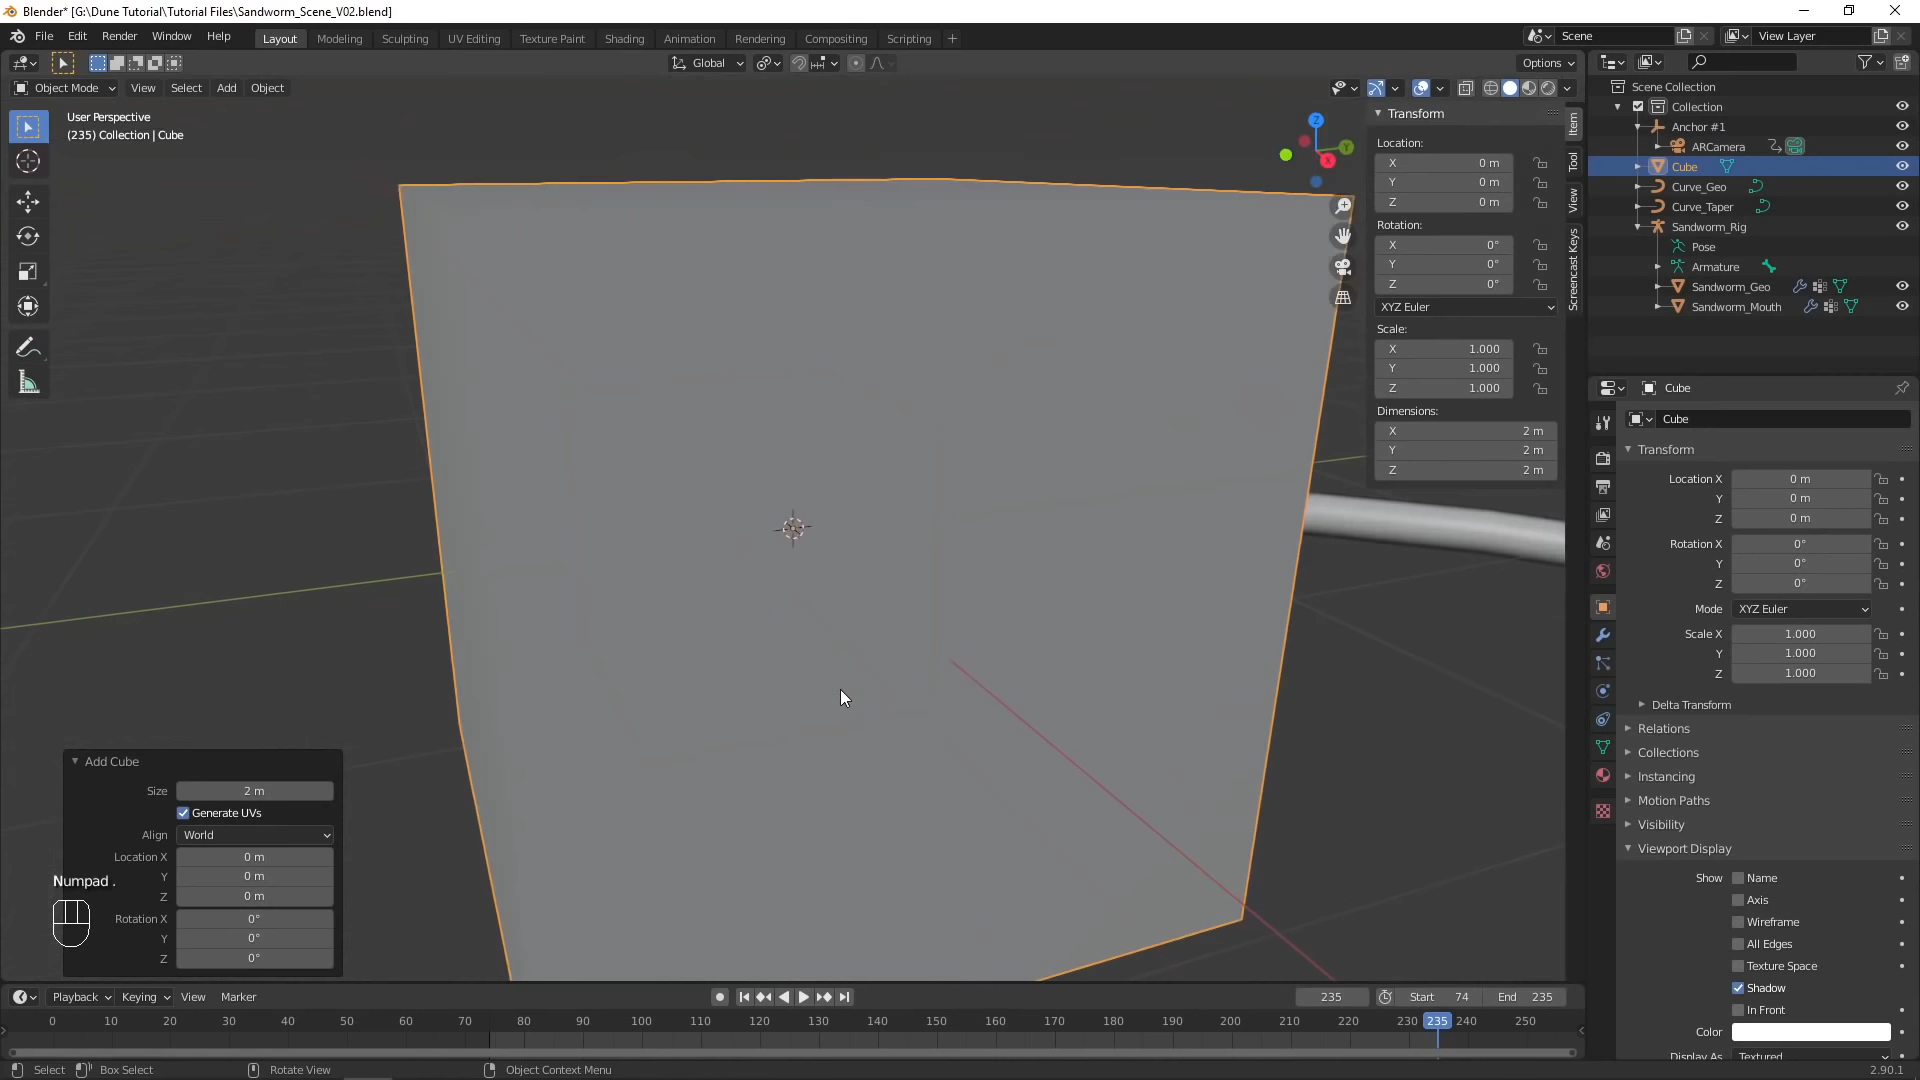 Blender* [G:\Dune Tutorial\Tutorial Files\Sandworm_Scene_V02.blend]
File Edit Render Window Help
Layout Modeling Sculpting UV Editing Texture Paint Shading Animation Rendering Compositing Scripting +
Scene
View Layer
Global
Options
Object Mode View Select Add Object
User Perspective
(235) Collection | Cube
Z
Y
X
Transform
Location:
X 0 m
Y 0 m
Z 0 m
Rotation:
X 0°
Y 0°
Z 0°
XYZ Euler
Scale:
X 1.000
Y 1.000
Z 1.000
Dimensions:
X 2 m
Y 2 m
Z 2 m
Item
Tool
View
Screencast Keys
Scene Collection
Collection
Anchor #1
ARCamera
Cube
Curve_Geo
Curve_Taper
Sandworm_Rig
Pose
Armature
Sandworm_Geo
Sandworm_Mouth
Cube
Cube
Transform
Location X 0 m
Y 0 m
Z 0 m
Rotation X 0°
Y 0°
Z 0°
Mode XYZ Euler
Scale X 1.000
Y 1.000
Z 1.000
Delta Transform
Relations
Collections
Instancing
Motion Paths
Visibility
Viewport Display
Show Name
Axis
Wireframe
All Edges
Texture Space
Shadow
In Front
Color
Display As Textured
Add Cube
Size 2 m
Generate UVs
Align World
Location X 0 m
Y 0 m
Z 0 m
Rotation X 0°
Y 0°
Z 0°
Numpad .
Playback Keying View Marker
235 Start 74 End 235
0 10 20 30 40 50 60 70 80 90 100 110 120 130 140 150 160 170 180 190 200 210 220 230 235 240 250
Select Box Select Rotate View Object Context Menu
2.90.1